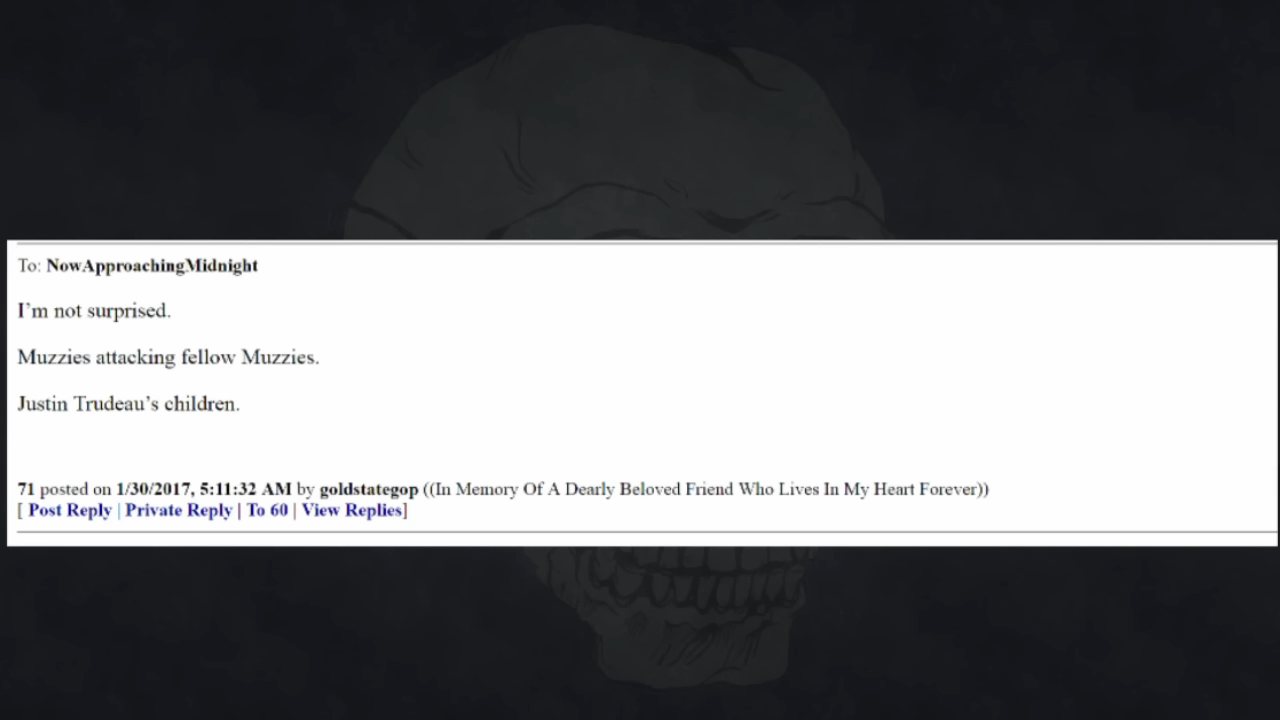 To: NowApproachingMidnight
I'm not surprised.
Muzzies attacking fellow Muzzies.
Justin Trudeau's children.
71 posted on 1/30/2017, 5:11:32 AM by goldstategop ((In Memory Of A Dearly Beloved Friend Who Lives In My Heart Forever))
[ Post Reply | Private Reply | To 60 | View Replies]